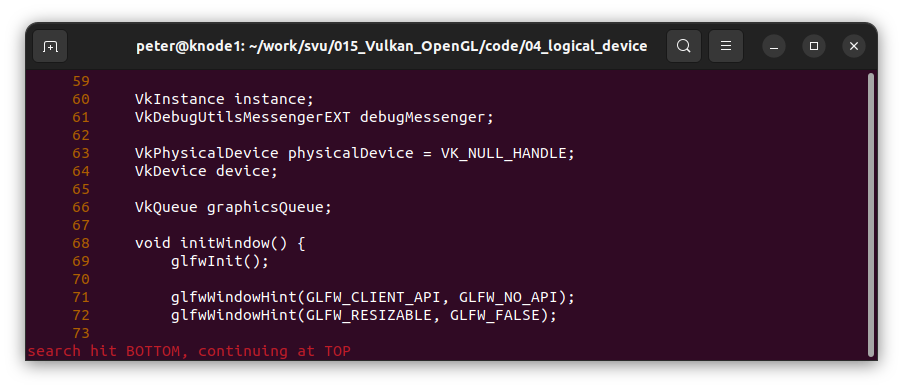 peter@knode1: ~/work/svu/015_Vulkan_OpenGL/code/04_logical_device
59
60     VkInstance instance;
61     VkDebugUtilsMessengerEXT debugMessenger;
62
63     VkPhysicalDevice physicalDevice = VK_NULL_HANDLE;
64     VkDevice device;
65
66     VkQueue graphicsQueue;
67
68     void initWindow() {
69         glfwInit();
70
71         glfwWindowHint(GLFW_CLIENT_API, GLFW_NO_API);
72         glfwWindowHint(GLFW_RESIZABLE, GLFW_FALSE);
73
search hit BOTTOM, continuing at TOP